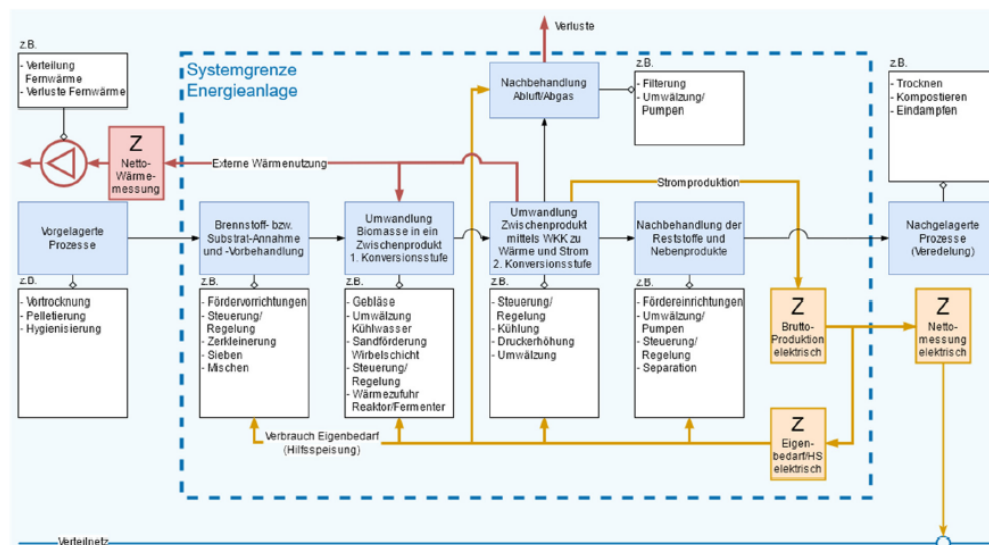 Verluste
z.B.
- Verteilung
Fernwärme
- Verluste Fernwärme
Systemgrenze
Energieanlage
Nachbehandlung
Abluft/Abgas
z.B.
- Filterung
- Umwälzung/
Pumpen
z.B.
- Trocknen
- Kompostieren
- Eindampfen
Z
Netto-
Wärme-
messung
Externe Wärmenutzung
Stromproduktion
Vorgelagerte
Prozesse
Brennstoff- bzw.
Substrat-Annahme
und -Vorbehandlung
Umwandlung
Biomasse in ein
Zwischenprodukt
1. Konversionsstufe
Umwandlung
Zwischenprodukt
mittels WKK zu
Wärme und Strom
2. Konversionsstufe
Nachbehandlung der
Reststoffe und
Nebenprodukte
Nachgelagerte
Prozesse
(Veredelung)
z.B.
- Vortrocknung
- Pelletierung
- Hygienisierung
z.B.
- Fördervorrichtungen
- Steuerung/
Regelung
- Zerkleinerung
- Sieben
- Mischen
z.B.
- Gebläse
- Umwälzung
Kühlwasser
- Sandförderung
Wirbelschicht
- Steuerung/
Regelung
- Wärmezufuhr
Reaktor/Fermenter
z.B.
- Steuerung/
Regelung
- Kühlung
- Druckerhöhung
- Umwälzung
z.B.
- Fördereinrichtungen
- Umwälzung/
Pumpen
- Steuerung/
Regelung
- Separation
Z
Brutto-
Produktion
elektrisch
Z
Netto-
messung
elektrisch
Verbrauch Eigenbedarf
(Hilfsspeisung)
Z
Eigen-
bedarf/HS
elektrisch
Verteilnetz